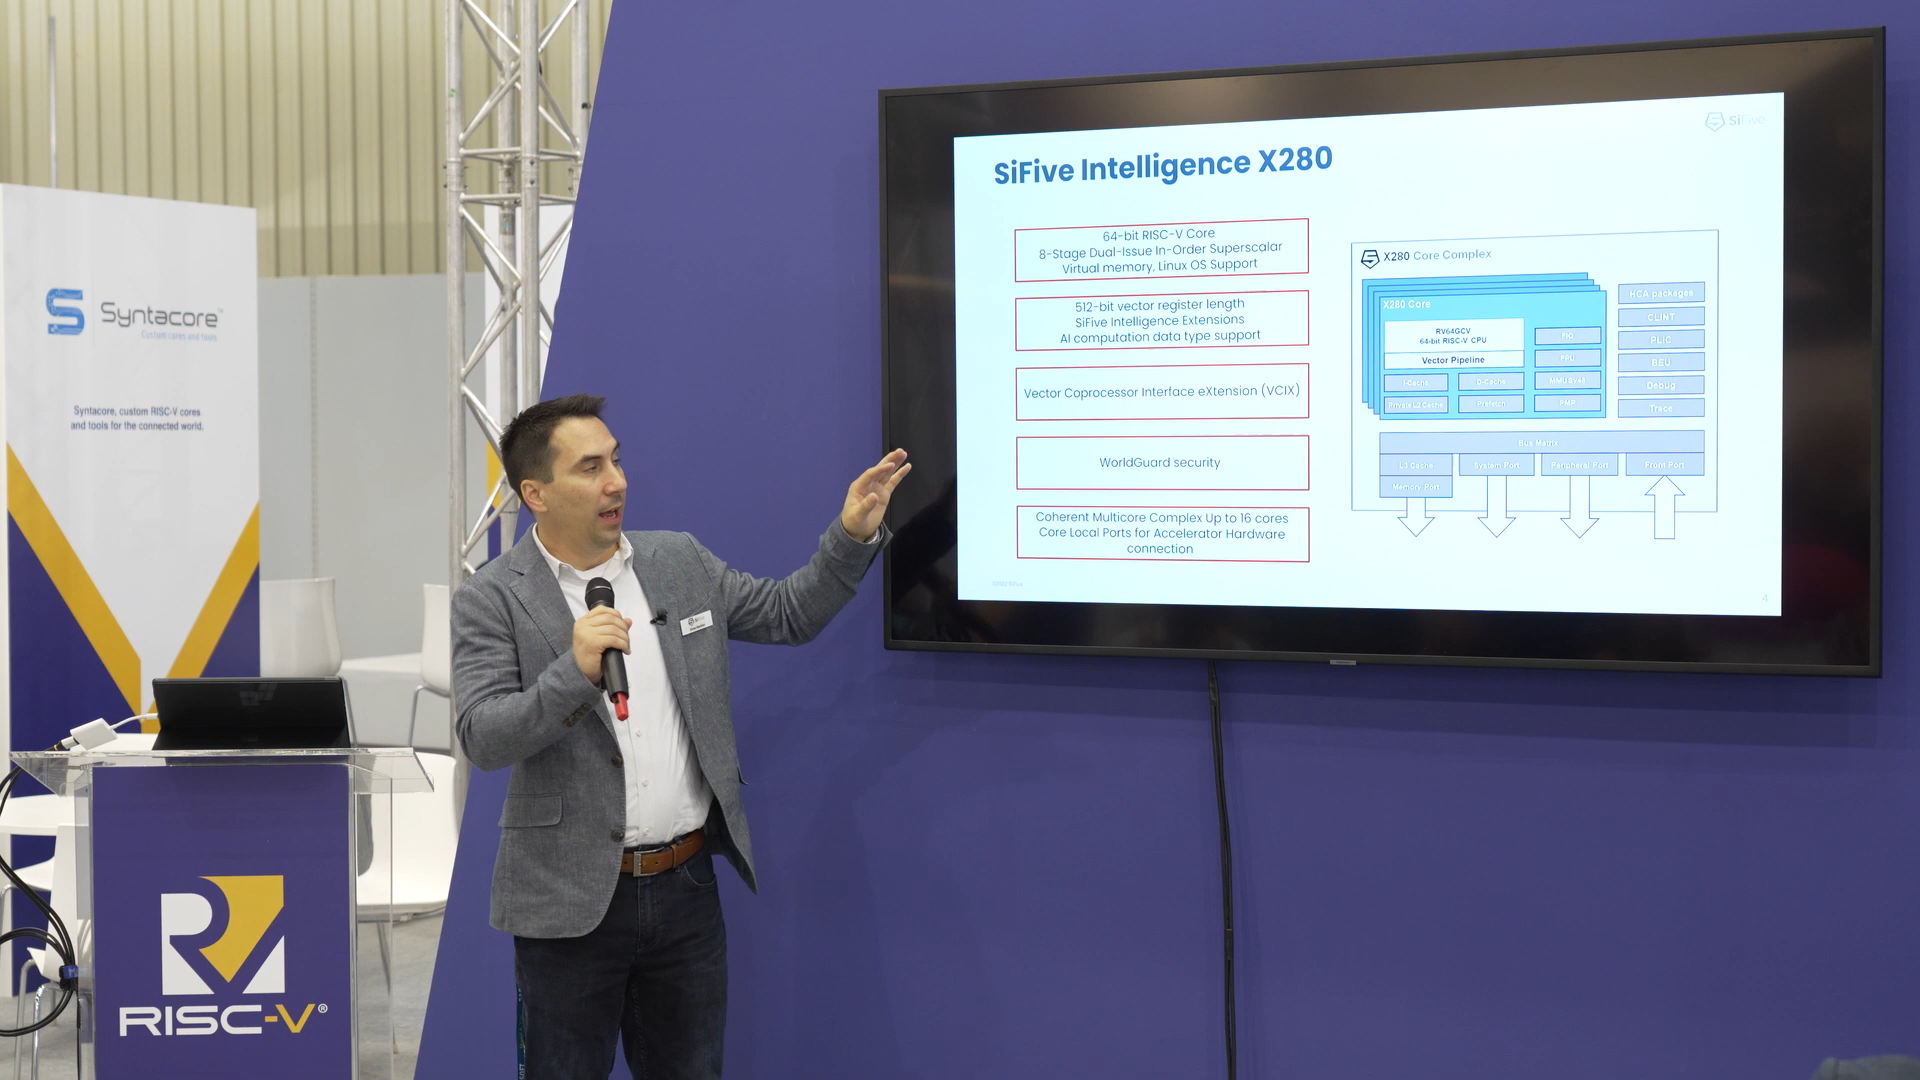 Syntacore™
Custom cores and tools
Syntacore, custom RISC-V cores
and tools for the connected world.
RISC-V®
SiFive
SiFive
SiFive Intelligence X280
64-bit RISC-V Core
8-Stage Dual-Issue In-Order Superscalar
Virtual memory, Linux OS Support
512-bit vector register length
SiFive Intelligence Extensions
AI computation data type support
Vector Coprocessor Interface eXtension (VCIX)
WorldGuard security
Coherent Multicore Complex Up to 16 cores
Core Local Ports for Accelerator Hardware
connection
X280 Core Complex
X280 Core
RV64GCV
64-bit RISC-V CPU
Vector Pipeline
FIO
FPU
I-Cache
D-Cache
MMU Sv48
Private L2 Cache
Prefetch
PMP
HCA packages
CLINT
PLIC
BEU
Debug
Trace
Bus Matrix
L3 Cache
System Port
Peripheral Port
Front Port
Memory Port
4